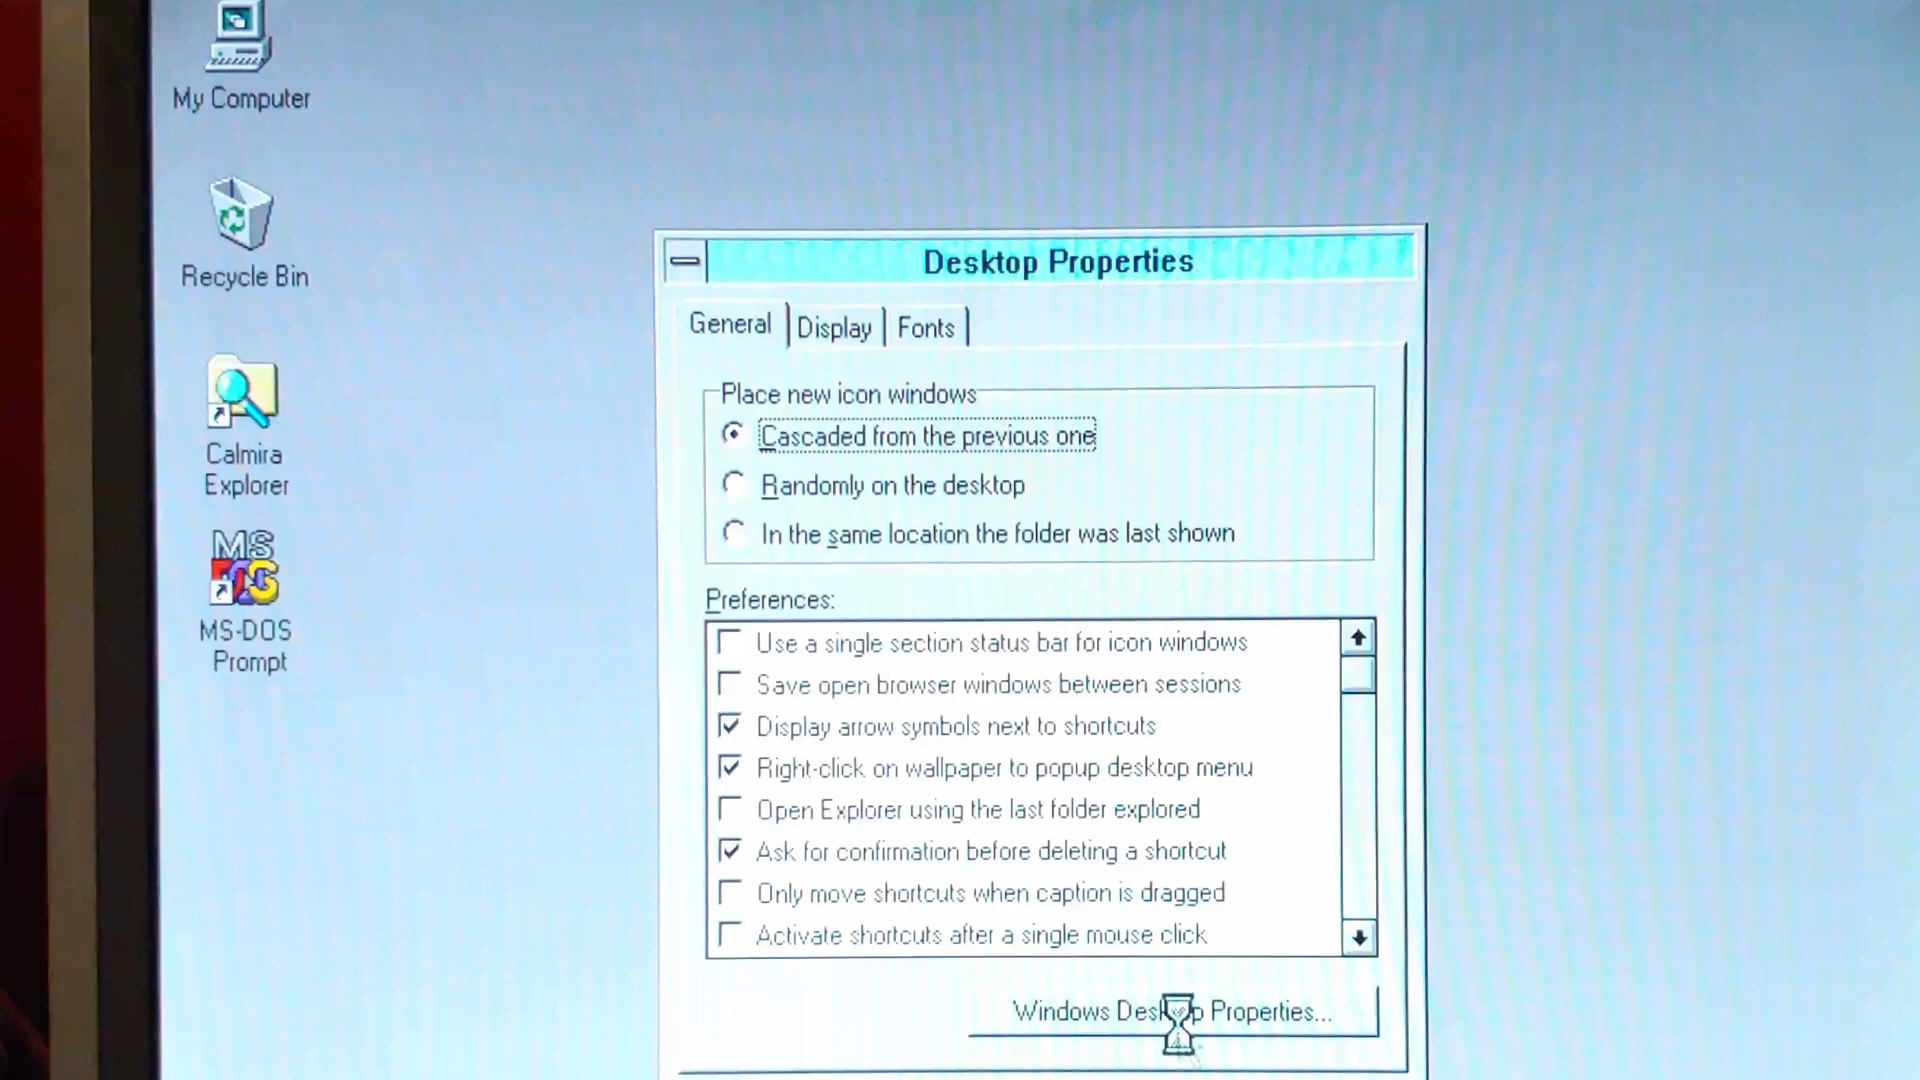 My Computer
Recycle Bin
Calmira
Explorer
MS
DOS
MS-DOS
Prompt
Desktop Properties
General
Display
Fonts
Place new icon windows
Cascaded from the previous one
Randomly on the desktop
In the same location the folder was last shown
Preferences:
Use a single section status bar for icon windows
Save open browser windows between sessions
Display arrow symbols next to shortcuts
Right-click on wallpaper to popup desktop menu
Open Explorer using the last folder explored
Ask for confirmation before deleting a shortcut
Only move shortcuts when caption is dragged
Activate shortcuts after a single mouse click
Windows Desktop Properties...